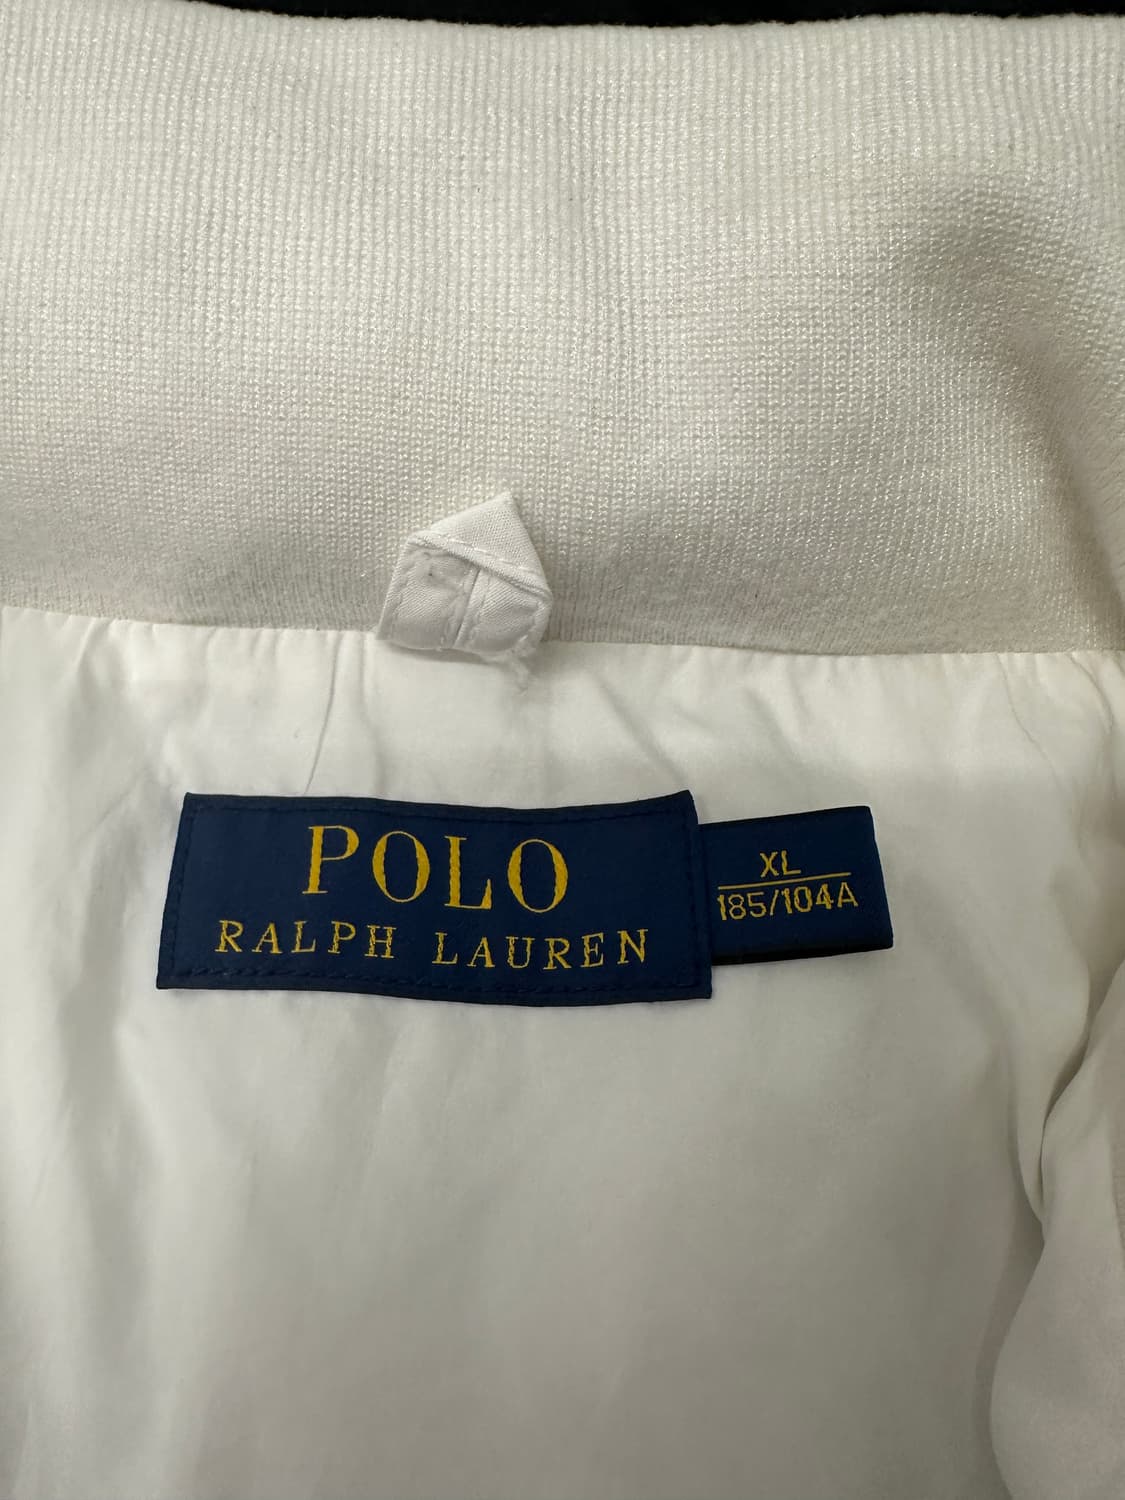 POLO
RALPH LAUREN
XL
185/104A